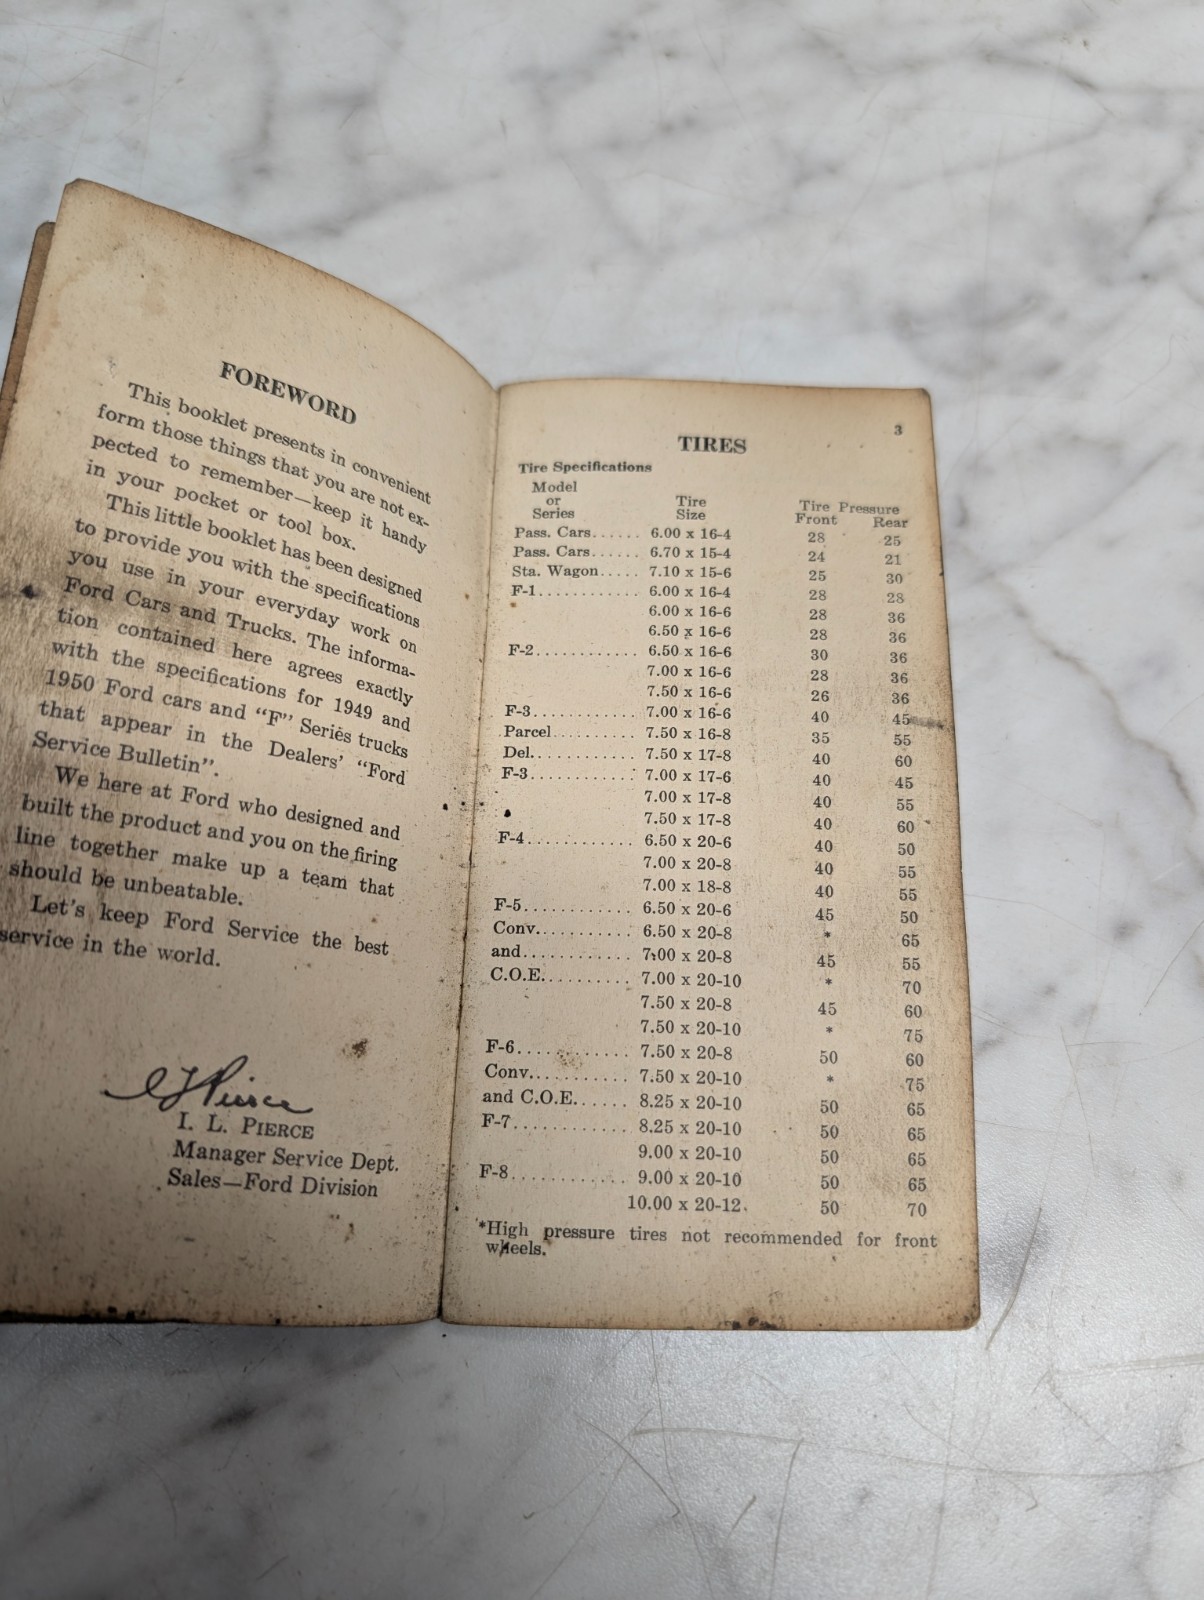 FOREWORD
This booklet presents in convenient
form those things that you are not ex-
pected to remember—keep it handy
in your pocket or tool box.
This little booklet has been designed
to provide you with the specifications
you use in your everyday work on
Ford Cars and Trucks. The informa-
tion contained here agrees exactly
with the specifications for 1949 and
1950 Ford cars and "F" Series trucks
that appear in the Dealers' "Ford
Service Bulletin".
We here at Ford who designed and
built the product and you on the firing
line together make up a team that
should be unbeatable.
Let's keep Ford Service the best
service in the world.
I L Pierce
I. L. PIERCE
Manager Service Dept.
Sales—Ford Division
3
TIRES
Tire Specifications
Model
or
Series
Tire
Size
Tire Pressure
Front Rear
Pass. Cars...... 6.00 x 16-4 28 25
Pass. Cars...... 6.70 x 15-4 24 21
Sta. Wagon..... 7.10 x 15-6 25 30
F-1............ 6.00 x 16-4 28 28
6.00 x 16-6 28 36
6.50 x 16-6 28 36
F-2............ 6.50 x 16-6 30 36
7.00 x 16-6 28 36
7.50 x 16-6 26 36
F-3............ 7.00 x 16-6 40 45
Parcel.......... 7.50 x 16-8 35 55
Del............. 7.50 x 17-8 40 60
F-3............ 7.00 x 17-6 40 45
7.00 x 17-8 40 55
7.50 x 17-8 40 60
F-4............ 6.50 x 20-6 40 50
7.00 x 20-8 40 55
7.00 x 18-8 40 55
F-5............ 6.50 x 20-6 45 50
Conv........... 6.50 x 20-8 * 65
and............ 7.00 x 20-8 45 55
C.O.E.......... 7.00 x 20-10 * 70
7.50 x 20-8 45 60
7.50 x 20-10 * 75
F-6............ 7.50 x 20-8 50 60
Conv........... 7.50 x 20-10 * 75
and C.O.E...... 8.25 x 20-10 50 65
F-7............ 8.25 x 20-10 50 65
9.00 x 20-10 50 65
F-8............ 9.00 x 20-10 50 65
10.00 x 20-12. 50 70
*High pressure tires not recommended for front
wheels.